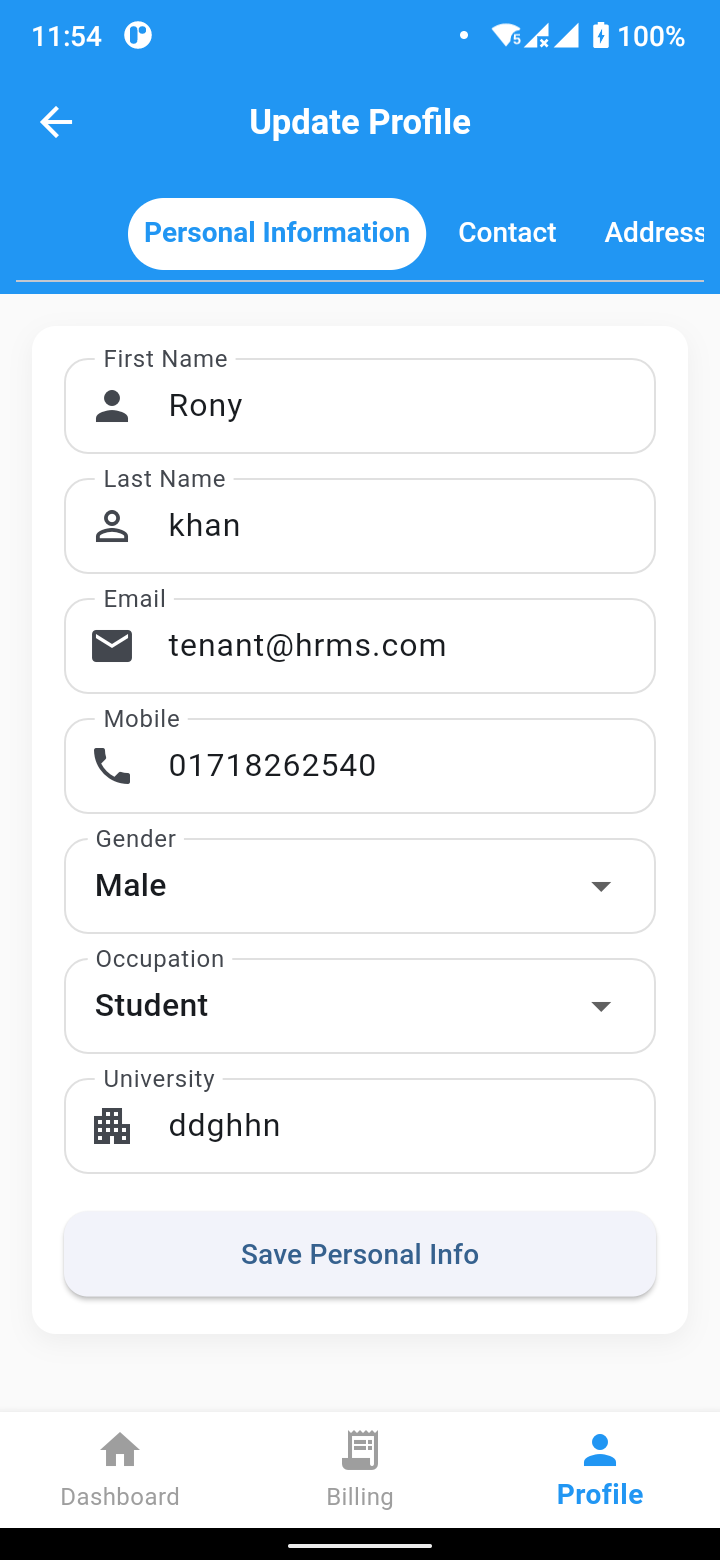 11:54
5
100%
Update Profile
Personal Information Contact Address
First Name
Rony
Last Name
khan
Email
tenant@hrms.com
Mobile
01718262540
Gender
Male
Occupation
Student
University
ddghhn
Save Personal Info
Dashboard Billing Profile